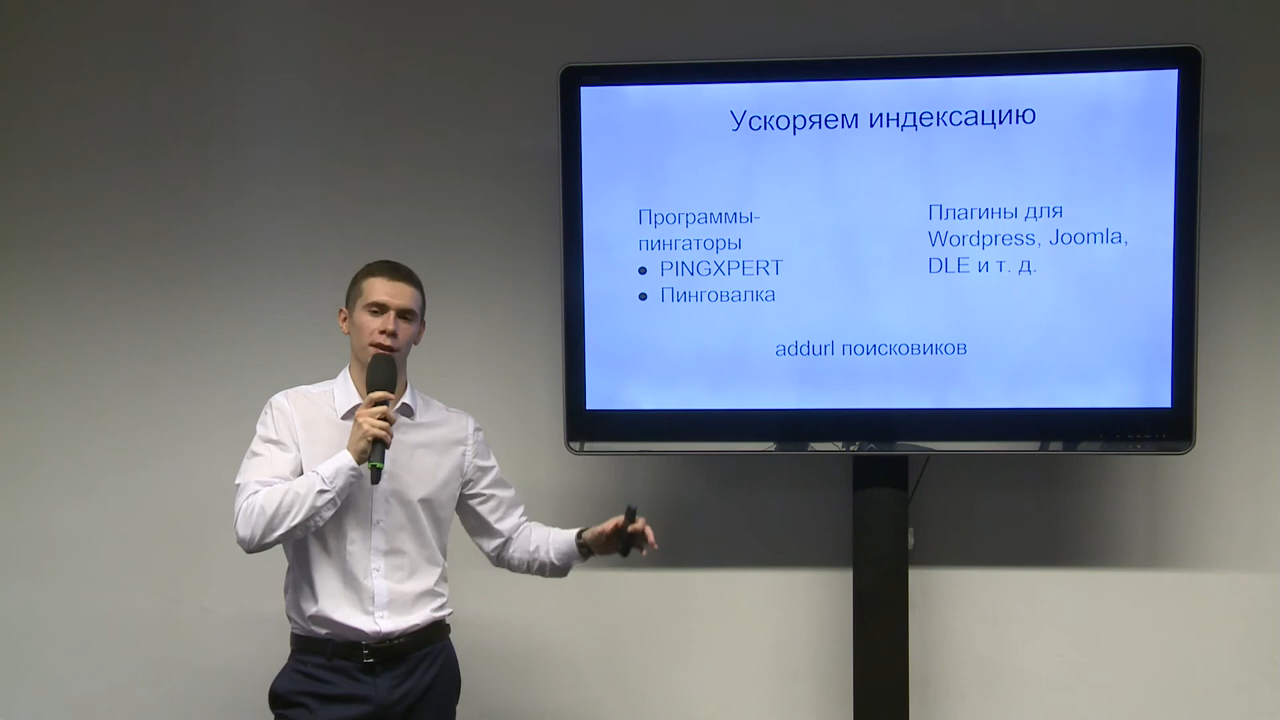 Ускоряем индексацию
Программы-
пингаторы
● PINGXPERT
● Пинговалка
Плагины для
Wordpress, Joomla,
DLE и т. д.
addurl поисковиков